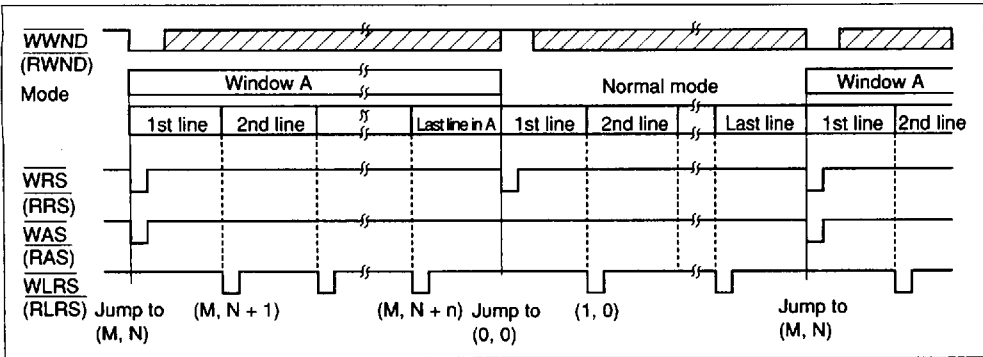 WWND
(RWND)
Mode
Window A
Normal mode
Window A
1st line
2nd line
Last line in A
1st line
2nd line
Last line
1st line
2nd line
WRS
(RRS)
WAS
(RAS)
WLRS
(RLRS)
Jump to
(M, N)
(M, N + 1)
(M, N + n)
Jump to
(0, 0)
(1, 0)
Jump to
(M, N)